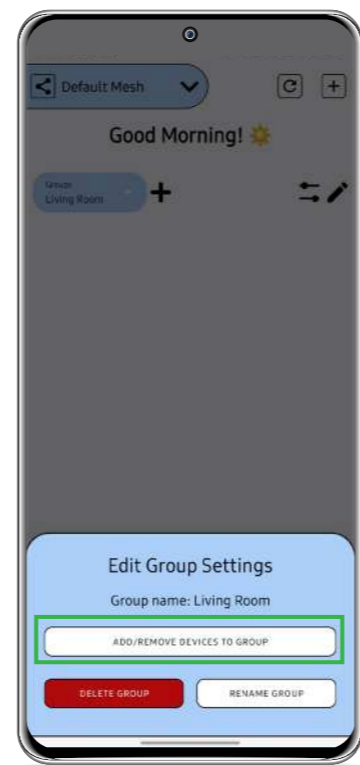 Default Mesh
Good Morning!
Group
Living Room
Edit Group Settings
Group name: Living Room
ADD/REMOVE DEVICES TO GROUP
DELETE GROUP
RENAME GROUP